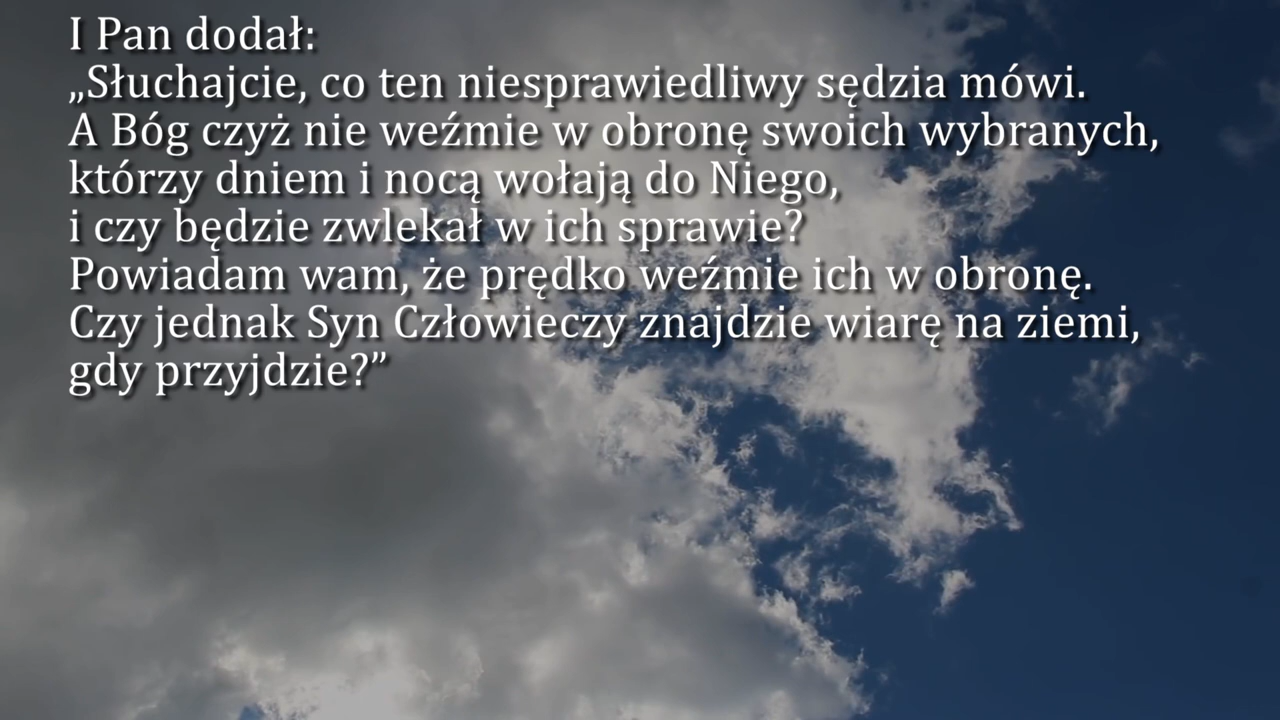 I Pan dodał:
„Słuchajcie, co ten niesprawiedliwy sędzia mówi.
A Bóg czyż nie weźmie w obronę swoich wybranych,
którzy dniem i nocą wołają do Niego,
i czy będzie zwlekał w ich sprawie?
Powiadam wam, że prędko weźmie ich w obronę.
Czy jednak Syn Człowieczy znajdzie wiarę na ziemi,
gdy przyjdzie?”